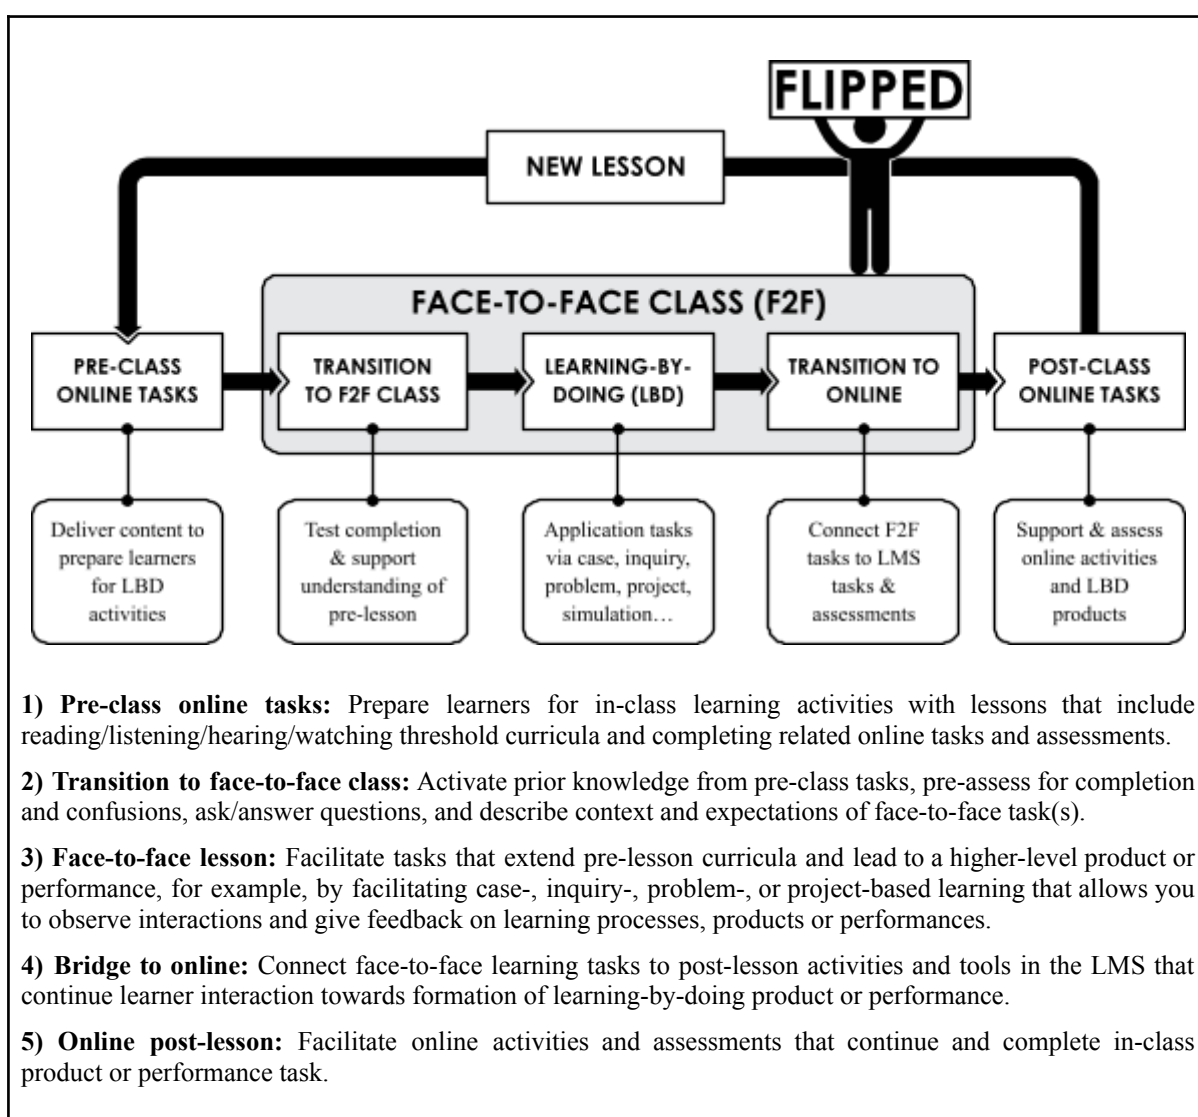 FLIPPED
NEW LESSON
FACE-TO-FACE CLASS (F2F)
PRE-CLASS
ONLINE TASKS
TRANSITION
TO F2F CLASS
LEARNING-BY-
DOING (LBD)
TRANSITION TO
ONLINE
POST-CLASS
ONLINE TASKS
Deliver content to
prepare learners
for LBD
activities
Test completion
& support
understanding of
pre-lesson
Application tasks
via case, inquiry,
problem, project,
simulation…
Connect F2F
tasks to LMS
tasks &
assessments
Support & assess
online activities
and LBD
products
1) Pre-class online tasks: Prepare learners for in-class learning activities with lessons that include
reading/listening/hearing/watching threshold curricula and completing related online tasks and assessments.
2) Transition to face-to-face class: Activate prior knowledge from pre-class tasks, pre-assess for completion
and confusions, ask/answer questions, and describe context and expectations of face-to-face task(s).
3) Face-to-face lesson: Facilitate tasks that extend pre-lesson curricula and lead to a higher-level product or
performance, for example, by facilitating case-, inquiry-, problem-, or project-based learning that allows you
to observe interactions and give feedback on learning processes, products or performances.
4) Bridge to online: Connect face-to-face learning tasks to post-lesson activities and tools in the LMS that
continue learner interaction towards formation of learning-by-doing product or performance.
5) Online post-lesson: Facilitate online activities and assessments that continue and complete in-class
product or performance task.